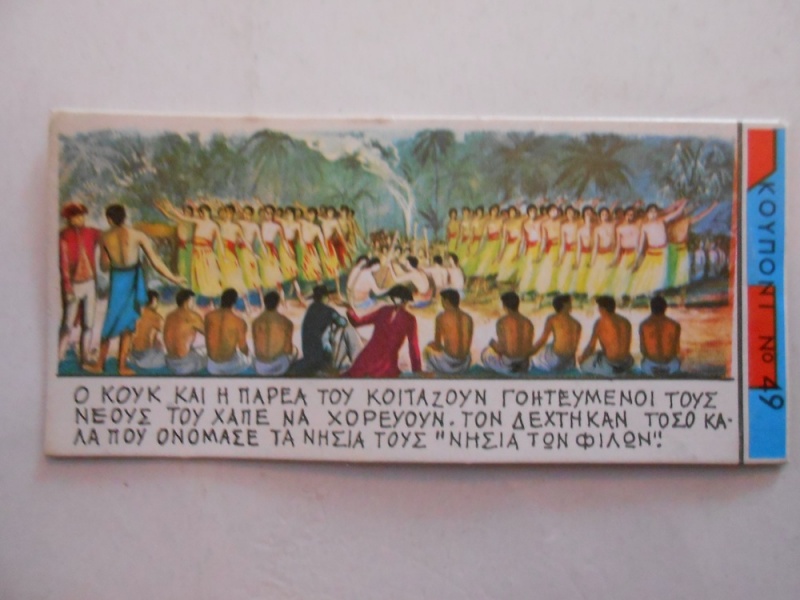 Ο ΚΟΥΚ ΚΑΙ Η ΠΑΡΕΑ ΤΟΥ ΚΟΙΤΑΖΟΥΝ ΓΟΗΤΕΥΜΕΝΟΙ ΤΟΥΣ
ΝΕΟΥΣ ΤΟΥ ΧΑΠΕ ΝΑ ΧΟΡΕΥΟΥΝ. ΤΟΝ ΔΕΧΤΗΚΑΝ ΤΟΣΟ ΚΑ-
ΛΑ ΠΟΥ ΟΝΟΜΑΣΕ ΤΑ ΝΗΣΙΑ ΤΟΥΣ "ΝΗΣΙΑ ΤΩΝ ΦΙΛΩΝ"!
ΚΟΥΠΟΝΙ Νο 49